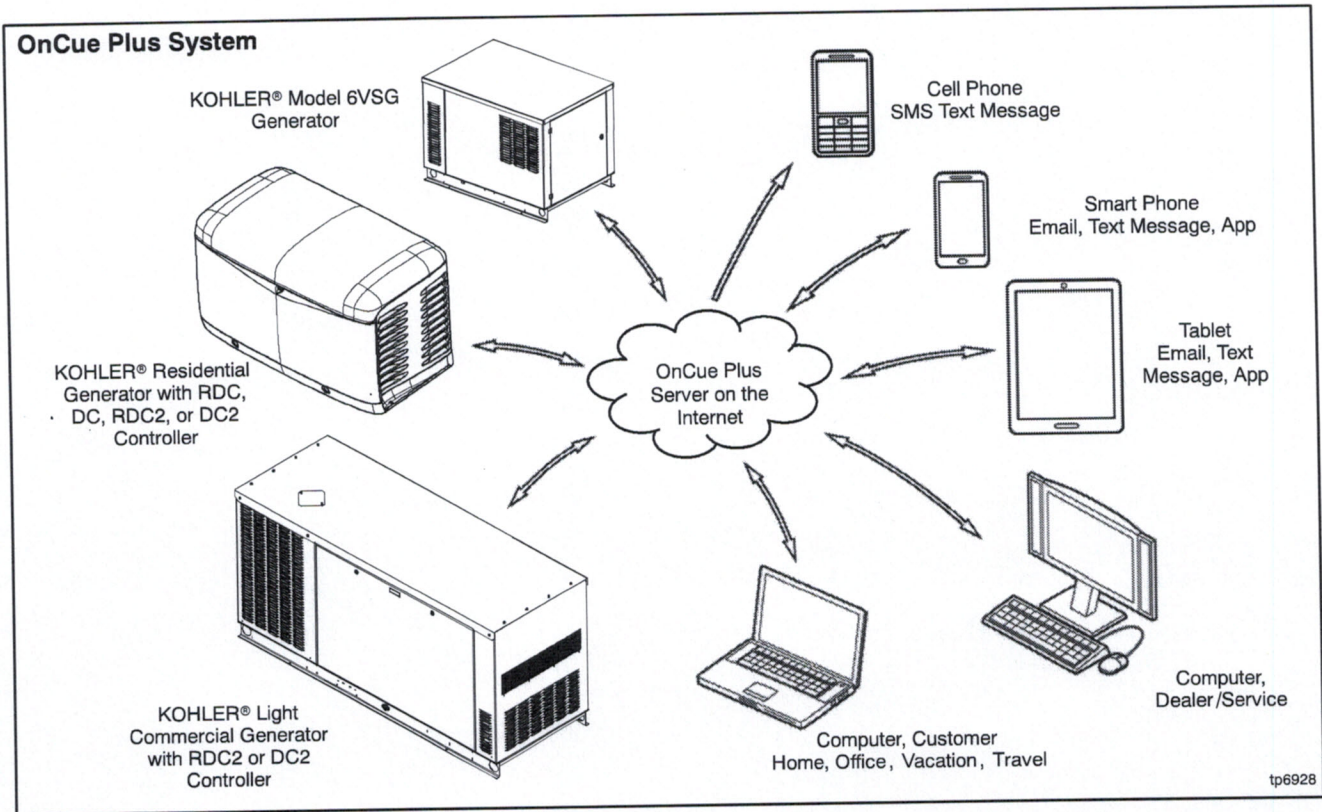 OnCue Plus System
KOHLER® Model 6VSG
Generator
Cell Phone
SMS Text Message
Smart Phone
Email, Text Message, App
KOHLER® Residential
Generator with RDC,
DC, RDC2, or DC2
Controller
OnCue Plus
Server on the
Internet
Tablet
Email, Text
Message, App
KOHLER® Light
Commercial Generator
with RDC2 or DC2
Controller
Computer, Customer
Home, Office, Vacation, Travel
Computer,
Dealer/Service
tp6928